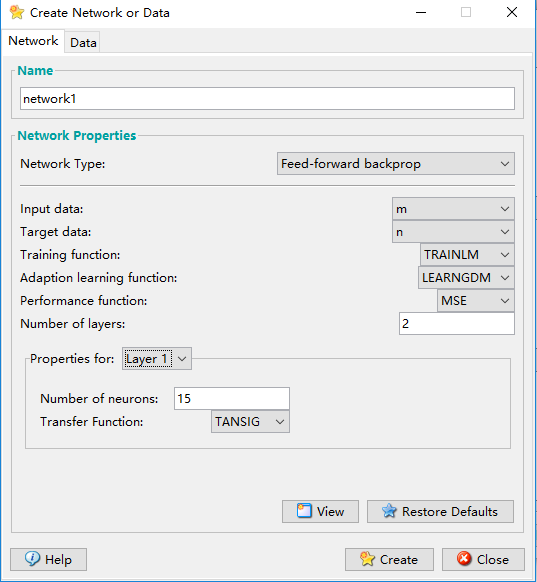 Create Network or Data
Network Data
Name
network1
Network Properties
Network Type: Feed-forward backprop
Input data: m
Target data: n
Training function: TRAINLM
Adaption learning function: LEARNGDM
Performance function: MSE
Number of layers: 2
Properties for: Layer 1
Number of neurons: 15
Transfer Function: TANSIG
View Restore Defaults
Help Create Close